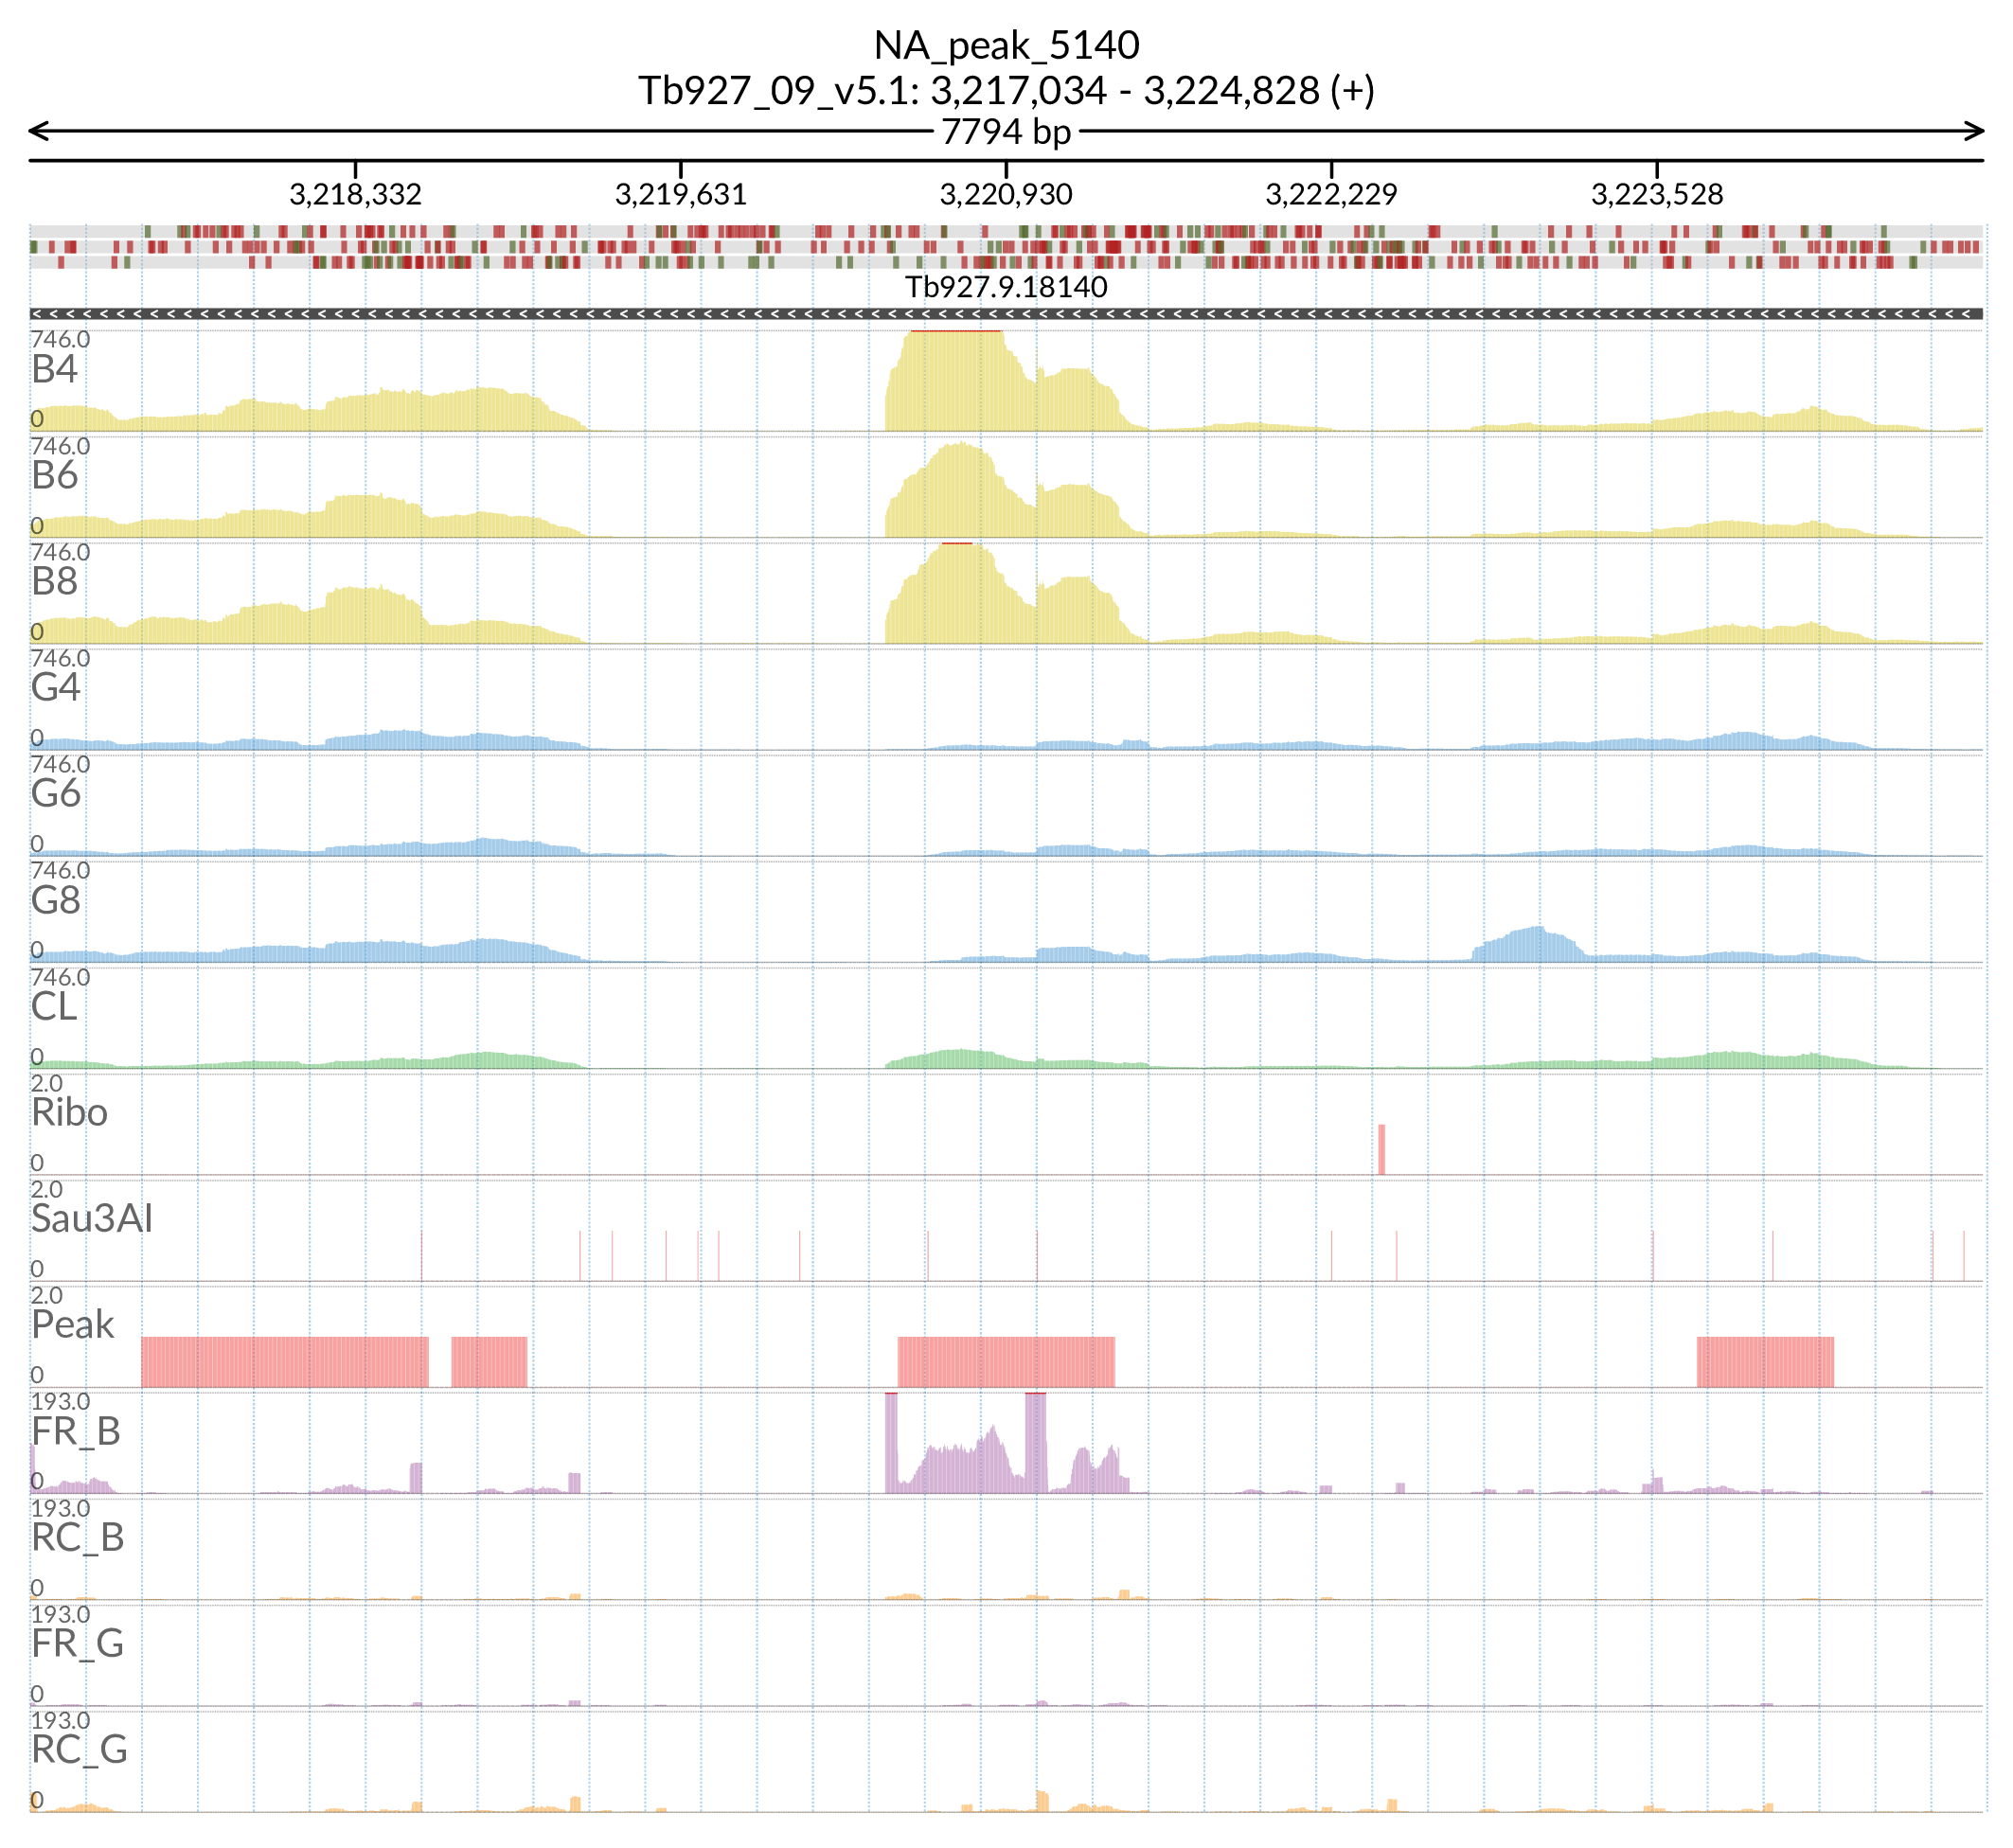 NA_peak_5140
Tb927_09_v5.1: 3,217,034 - 3,224,828 (+)
7794 bp
3,218,332 3,219,631 3,220,930 3,222,229 3,223,528
Tb927.9.18140
746.0
B4
0
746.0
B6
0
746.0
B8
0
746.0
G4
0
746.0
G6
0
746.0
G8
0
746.0
CL
0
2.0
Ribo
0
2.0
Sau3AI
0
2.0
Peak
0
193.0
FR_B
0
193.0
RC_B
0
193.0
FR_G
0
193.0
RC_G
0